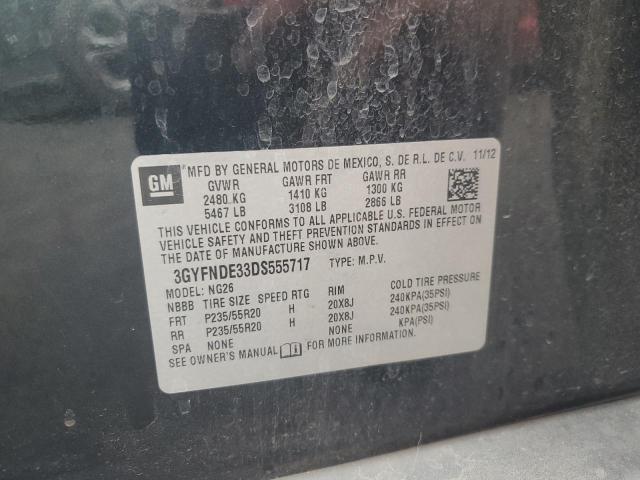 GM
MFD BY GENERAL MOTORS DE MEXICO, S. DE R.L. DE C.V. 11/12
GVWR GAWR FRT GAWR RR
2480 KG 1410 KG 1300 KG
5467 LB 3108 LB 2866 LB
THIS VEHICLE CONFORMS TO ALL APPLICABLE U.S. FEDERAL MOTOR
VEHICLE SAFETY AND THEFT PREVENTION STANDARDS IN EFFECT ON
THE DATE OF MANUFACTURE SHOWN ABOVE.
3GYFNDE33DS555717 TYPE: M.P.V.
MODEL: NG26
NBBB TIRE SIZE SPEED RTG RIM COLD TIRE PRESSURE
FRT P235/55R20 H 20X8J 240KPA(35PSI)
RR P235/55R20 H 20X8J 240KPA(35PSI)
SPA NONE NONE KPA(PSI)
SEE OWNER'S MANUAL FOR MORE INFORMATION.